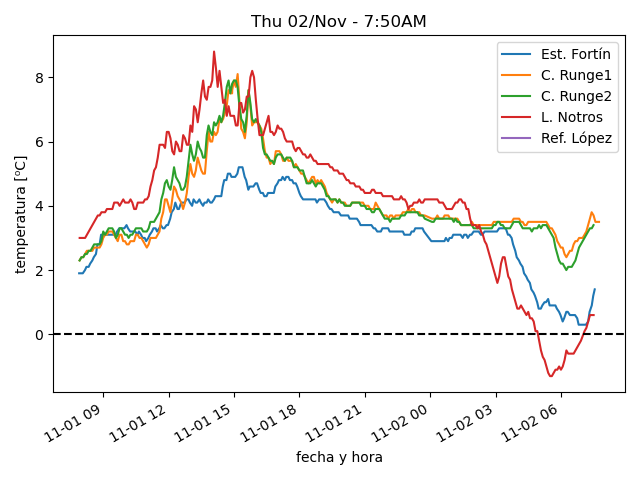 Thu 02/Nov - 7:50AM
temperatura [ºC]
8
6
4
2
0
Est. Fortín
C. Runge1
C. Runge2
L. Notros
Ref. López
11-01 09
11-01 12
11-01 15
11-01 18
11-01 21
11-02 00
11-02 03
11-02 06
fecha y hora